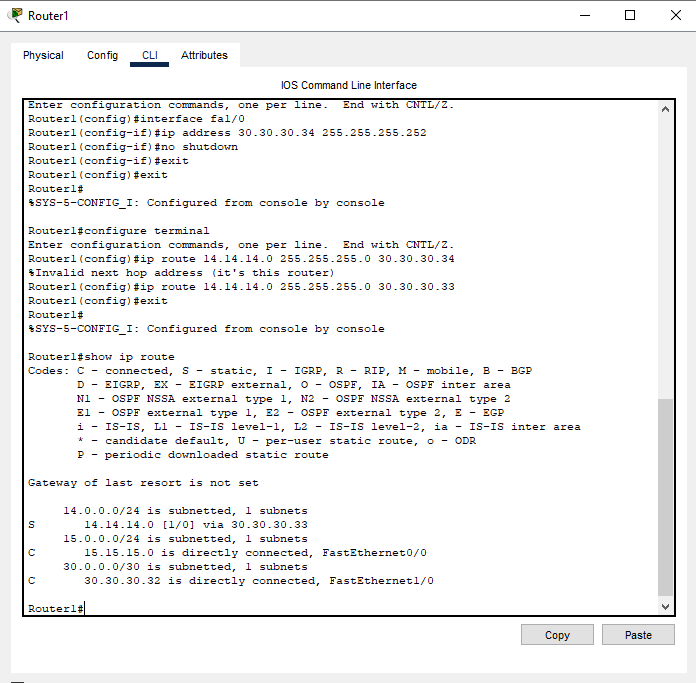 Router1
Physical Config CLI Attributes
IOS Command Line Interface
Enter configuration commands, one per line.  End with CNTL/Z.
Router1(config)#interface fa1/0
Router1(config-if)#ip address 30.30.30.34 255.255.255.252
Router1(config-if)#no shutdown
Router1(config-if)#exit
Router1(config)#exit
Router1#
%SYS-5-CONFIG_I: Configured from console by console
Router1#configure terminal
Enter configuration commands, one per line.  End with CNTL/Z.
Router1(config)#ip route 14.14.14.0 255.255.255.0 30.30.30.34
%Invalid next hop address (it's this router)
Router1(config)#ip route 14.14.14.0 255.255.255.0 30.30.30.33
Router1(config)#exit
Router1#
%SYS-5-CONFIG_I: Configured from console by console
Router1#show ip route
Codes: C - connected, S - static, I - IGRP, R - RIP, M - mobile, B - BGP
       D - EIGRP, EX - EIGRP external, O - OSPF, IA - OSPF inter area
       N1 - OSPF NSSA external type 1, N2 - OSPF NSSA external type 2
       E1 - OSPF external type 1, E2 - OSPF external type 2, E - EGP
       i - IS-IS, L1 - IS-IS level-1, L2 - IS-IS level-2, ia - IS-IS inter area
       * - candidate default, U - per-user static route, o - ODR
       P - periodic downloaded static route
Gateway of last resort is not set
     14.0.0.0/24 is subnetted, 1 subnets
S       14.14.14.0 [1/0] via 30.30.30.33
     15.0.0.0/24 is subnetted, 1 subnets
C       15.15.15.0 is directly connected, FastEthernet0/0
     30.0.0.0/30 is subnetted, 1 subnets
C       30.30.30.32 is directly connected, FastEthernet1/0
Router1#
Copy Paste